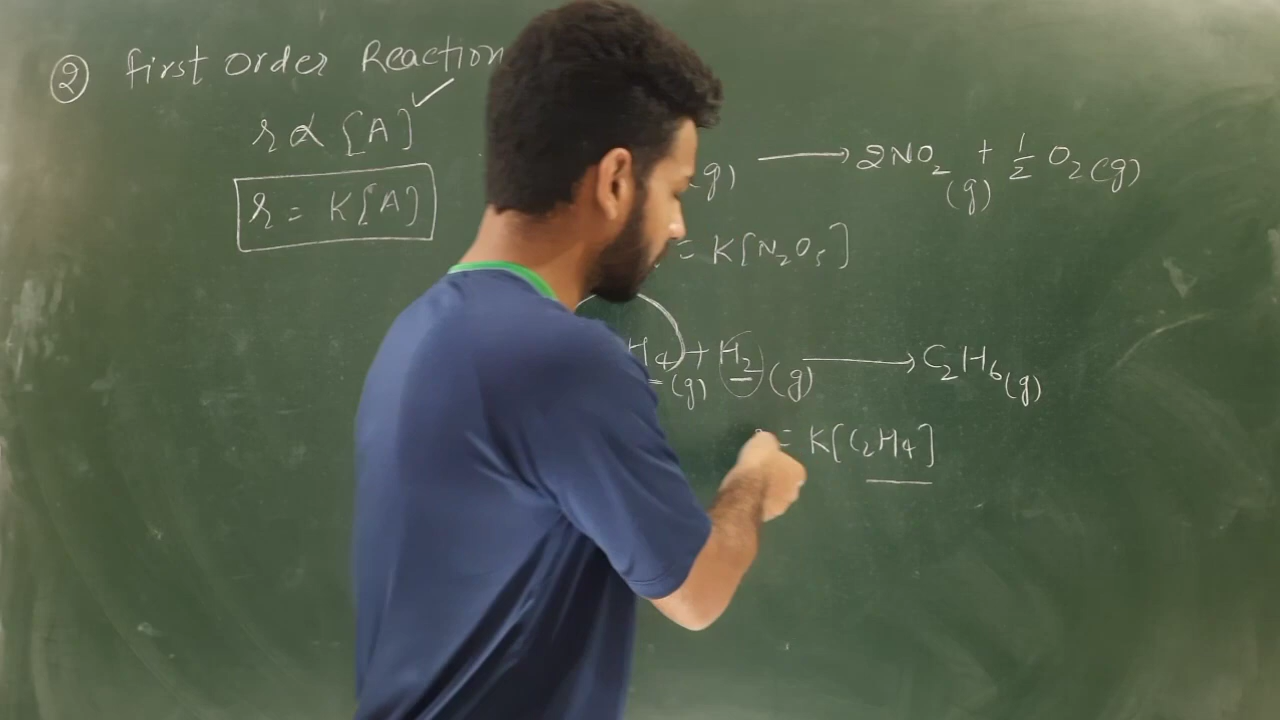 ② First Order Reaction
r α [A] ✓
r = K[A]
(g) ⟶ 2NO₂(g) + ½ O₂(g)
= K[N₂O₅]
H₄(g) + H₂(g) ⟶ C₂H₆(g)
= K[C₂H₄]